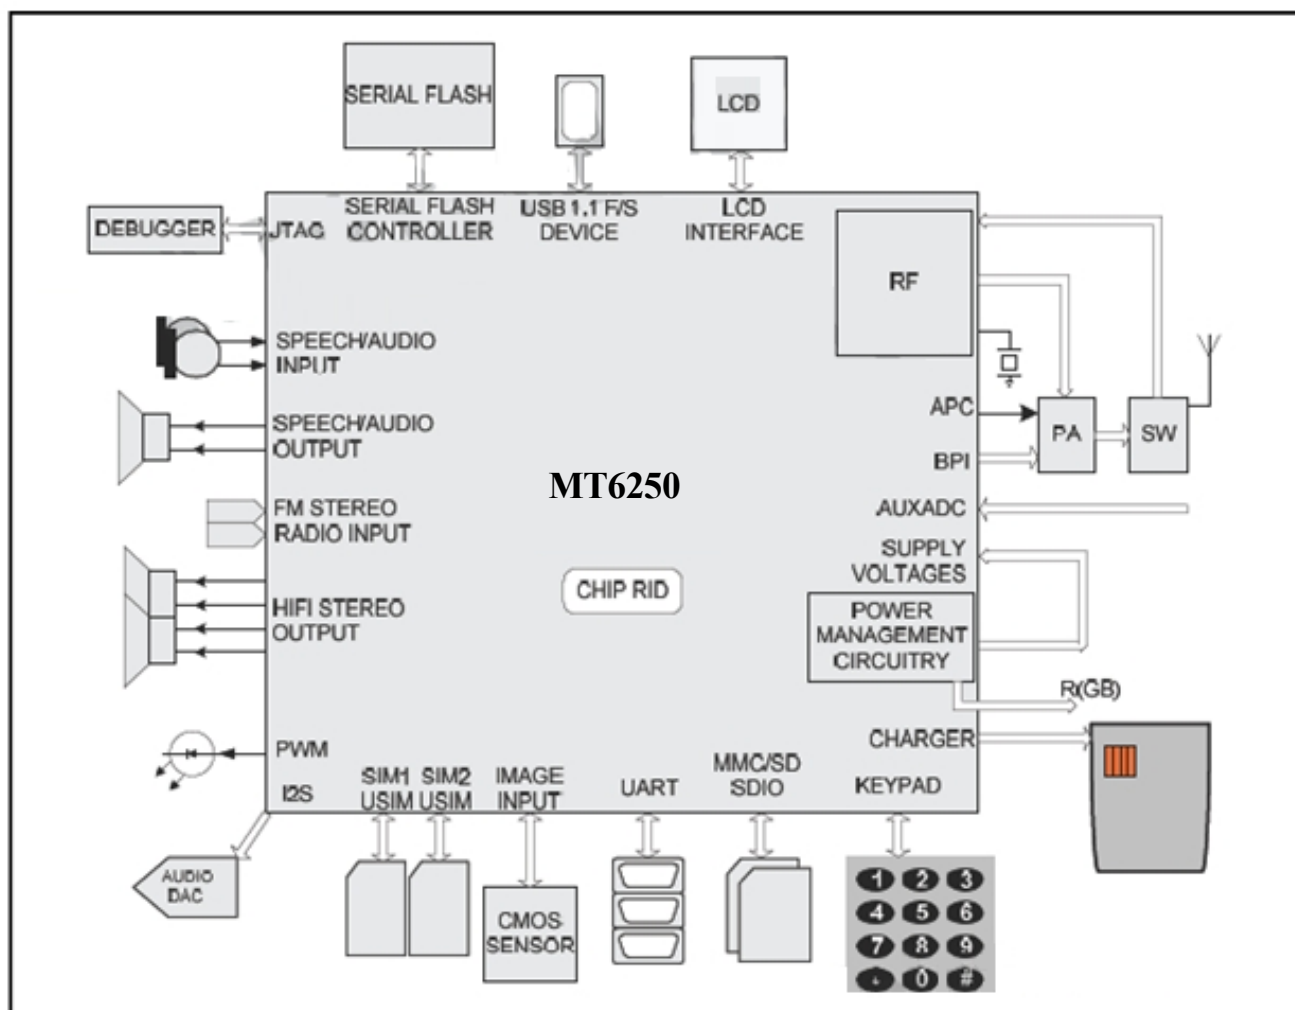 SERIAL FLASH
LCD
DEBUGGER
JTAG
SERIAL FLASH
CONTROLLER
USB 1.1 F/S
DEVICE
LCD
INTERFACE
RF
SPEECH/AUDIO
INPUT
SPEECH/AUDIO
OUTPUT
APC
BPI
PA
SW
MT6250
FM STEREO
RADIO INPUT
AUXADC
SUPPLY
VOLTAGES
CHIP RID
HIFI STEREO
OUTPUT
POWER
MANAGEMENT
CIRCUITRY
R(GB)
PWM
I2S
CHARGER
SIM1
USIM
SIM2
USIM
IMAGE
INPUT
UART
MMC/SD
SDIO
KEYPAD
AUDIO
DAC
CMOS
SENSOR
1 2 3
4 5 6
7 8 9
0 #